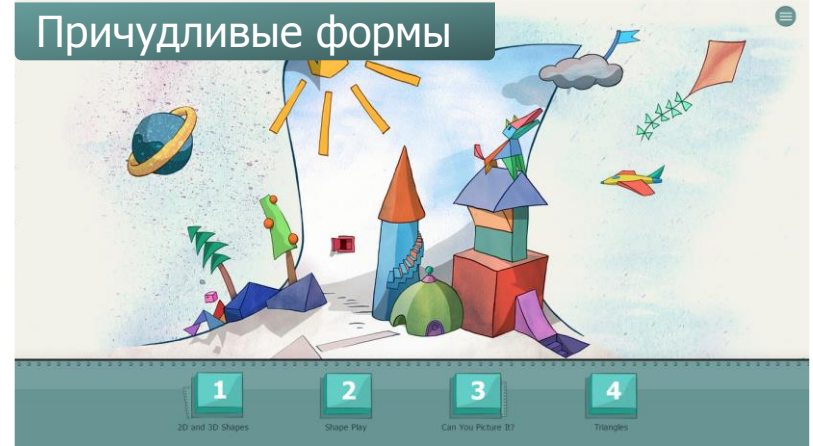 Причудливые формы
1
2
3
4
2D and 3D Shapes
Shape Play
Can You Picture It?
Triangles